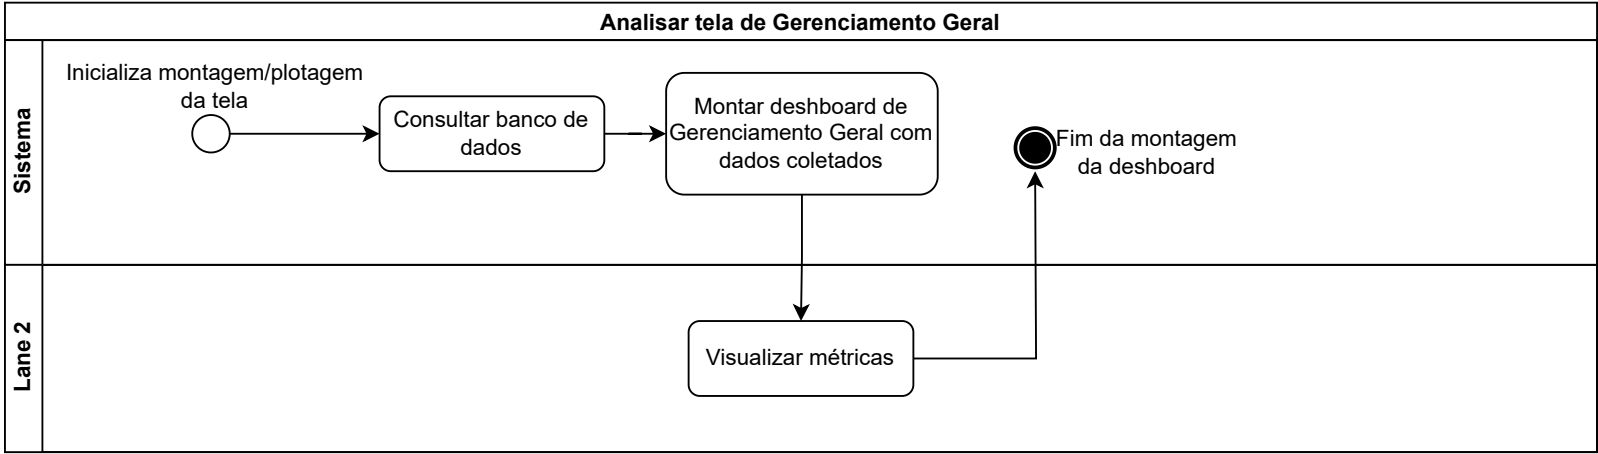 Analisar tela de Gerenciamento Geral
Sistema
Inicializa montagem/plotagem
da tela
Consultar banco de
dados
Montar deshboard de
Gerenciamento Geral com
dados coletados
Fim da montagem
da deshboard
Lane 2
Visualizar métricas